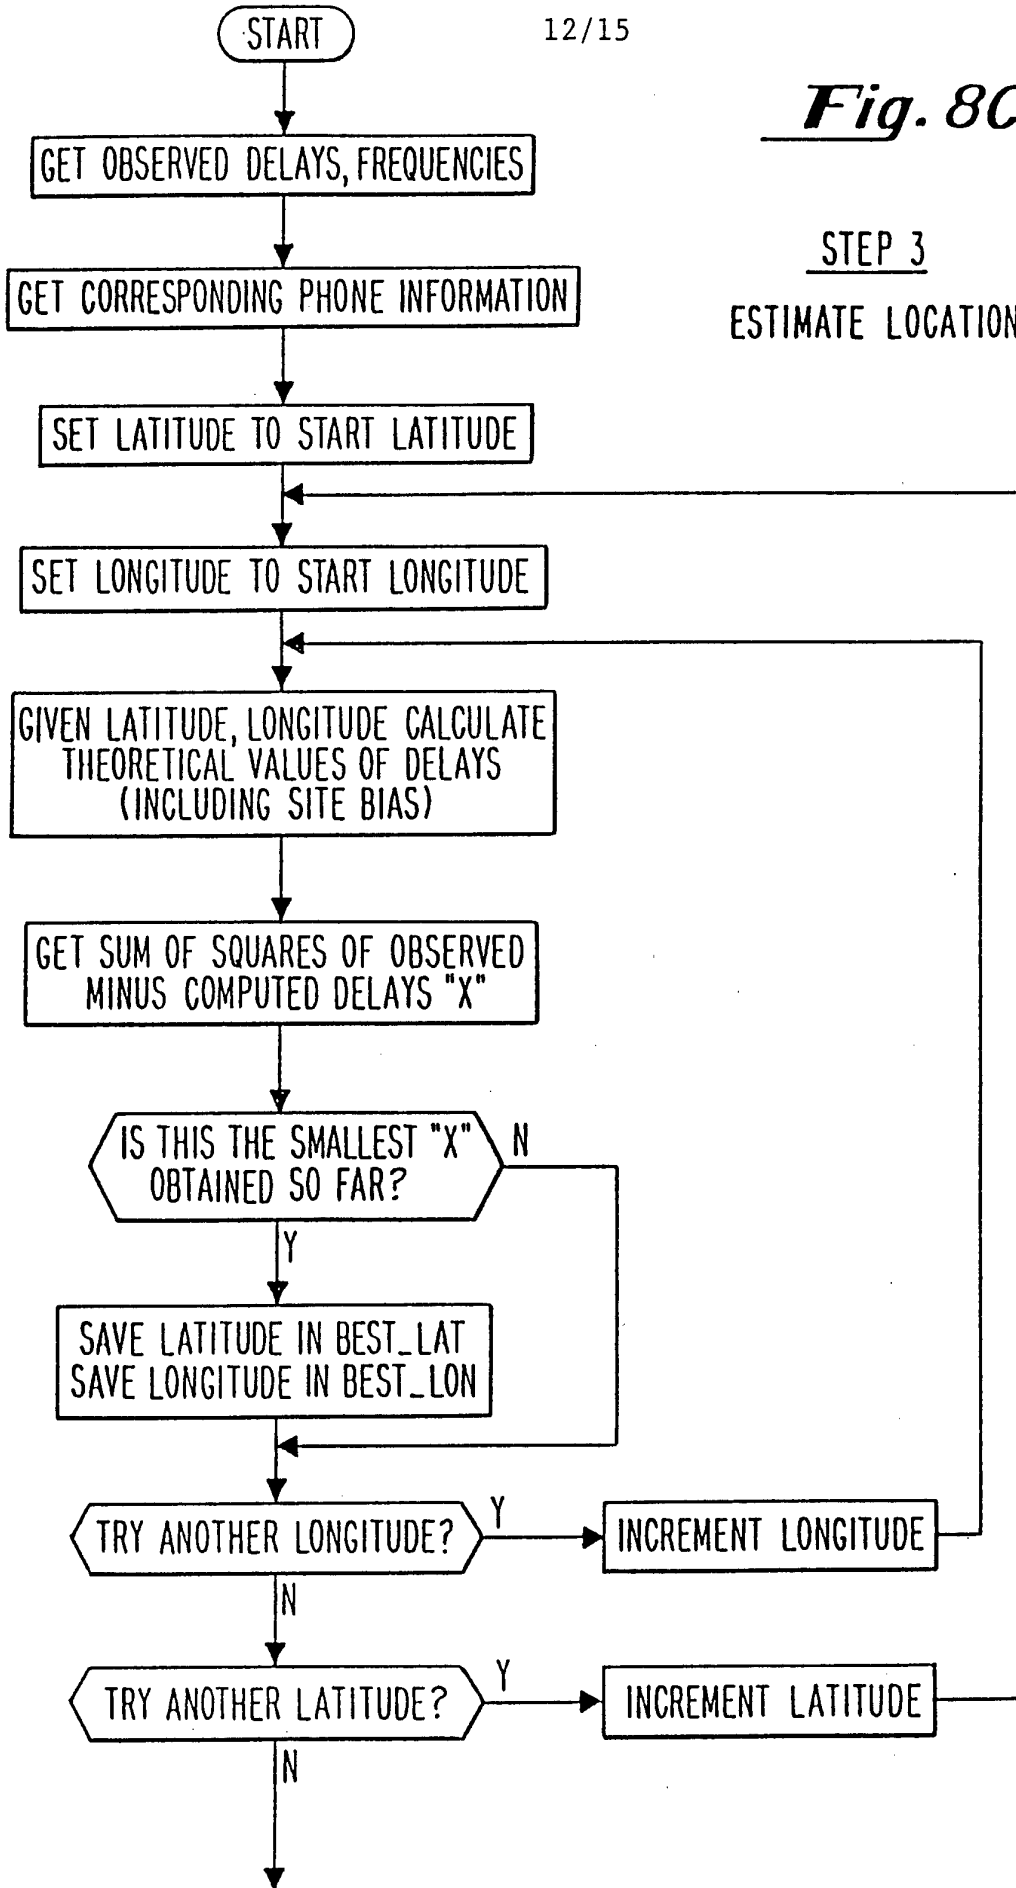 START
12/15
Fig. 8C
STEP 3
ESTIMATE LOCATION
GET OBSERVED DELAYS, FREQUENCIES
GET CORRESPONDING PHONE INFORMATION
SET LATITUDE TO START LATITUDE
SET LONGITUDE TO START LONGITUDE
GIVEN LATITUDE, LONGITUDE CALCULATE
THEORETICAL VALUES OF DELAYS
(INCLUDING SITE BIAS)
GET SUM OF SQUARES OF OBSERVED
MINUS COMPUTED DELAYS "X"
IS THIS THE SMALLEST "X"
OBTAINED SO FAR?
N
Y
SAVE LATITUDE IN BEST_LAT
SAVE LONGITUDE IN BEST_LON
TRY ANOTHER LONGITUDE?
Y
INCREMENT LONGITUDE
N
TRY ANOTHER LATITUDE?
Y
INCREMENT LATITUDE
N